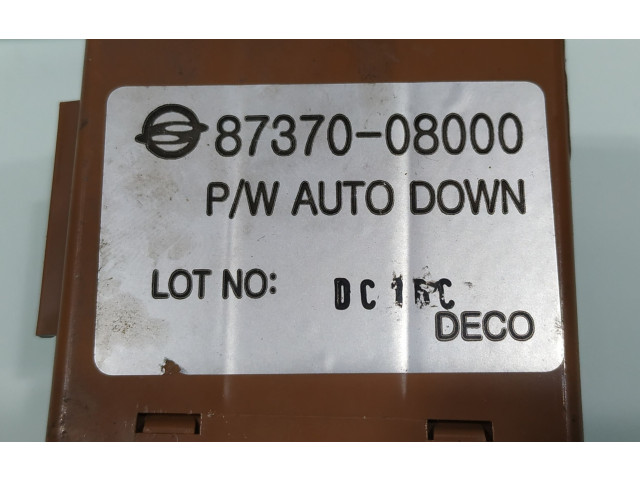 87370-08000
P/W AUTO DOWN
LOT NO:
DECO